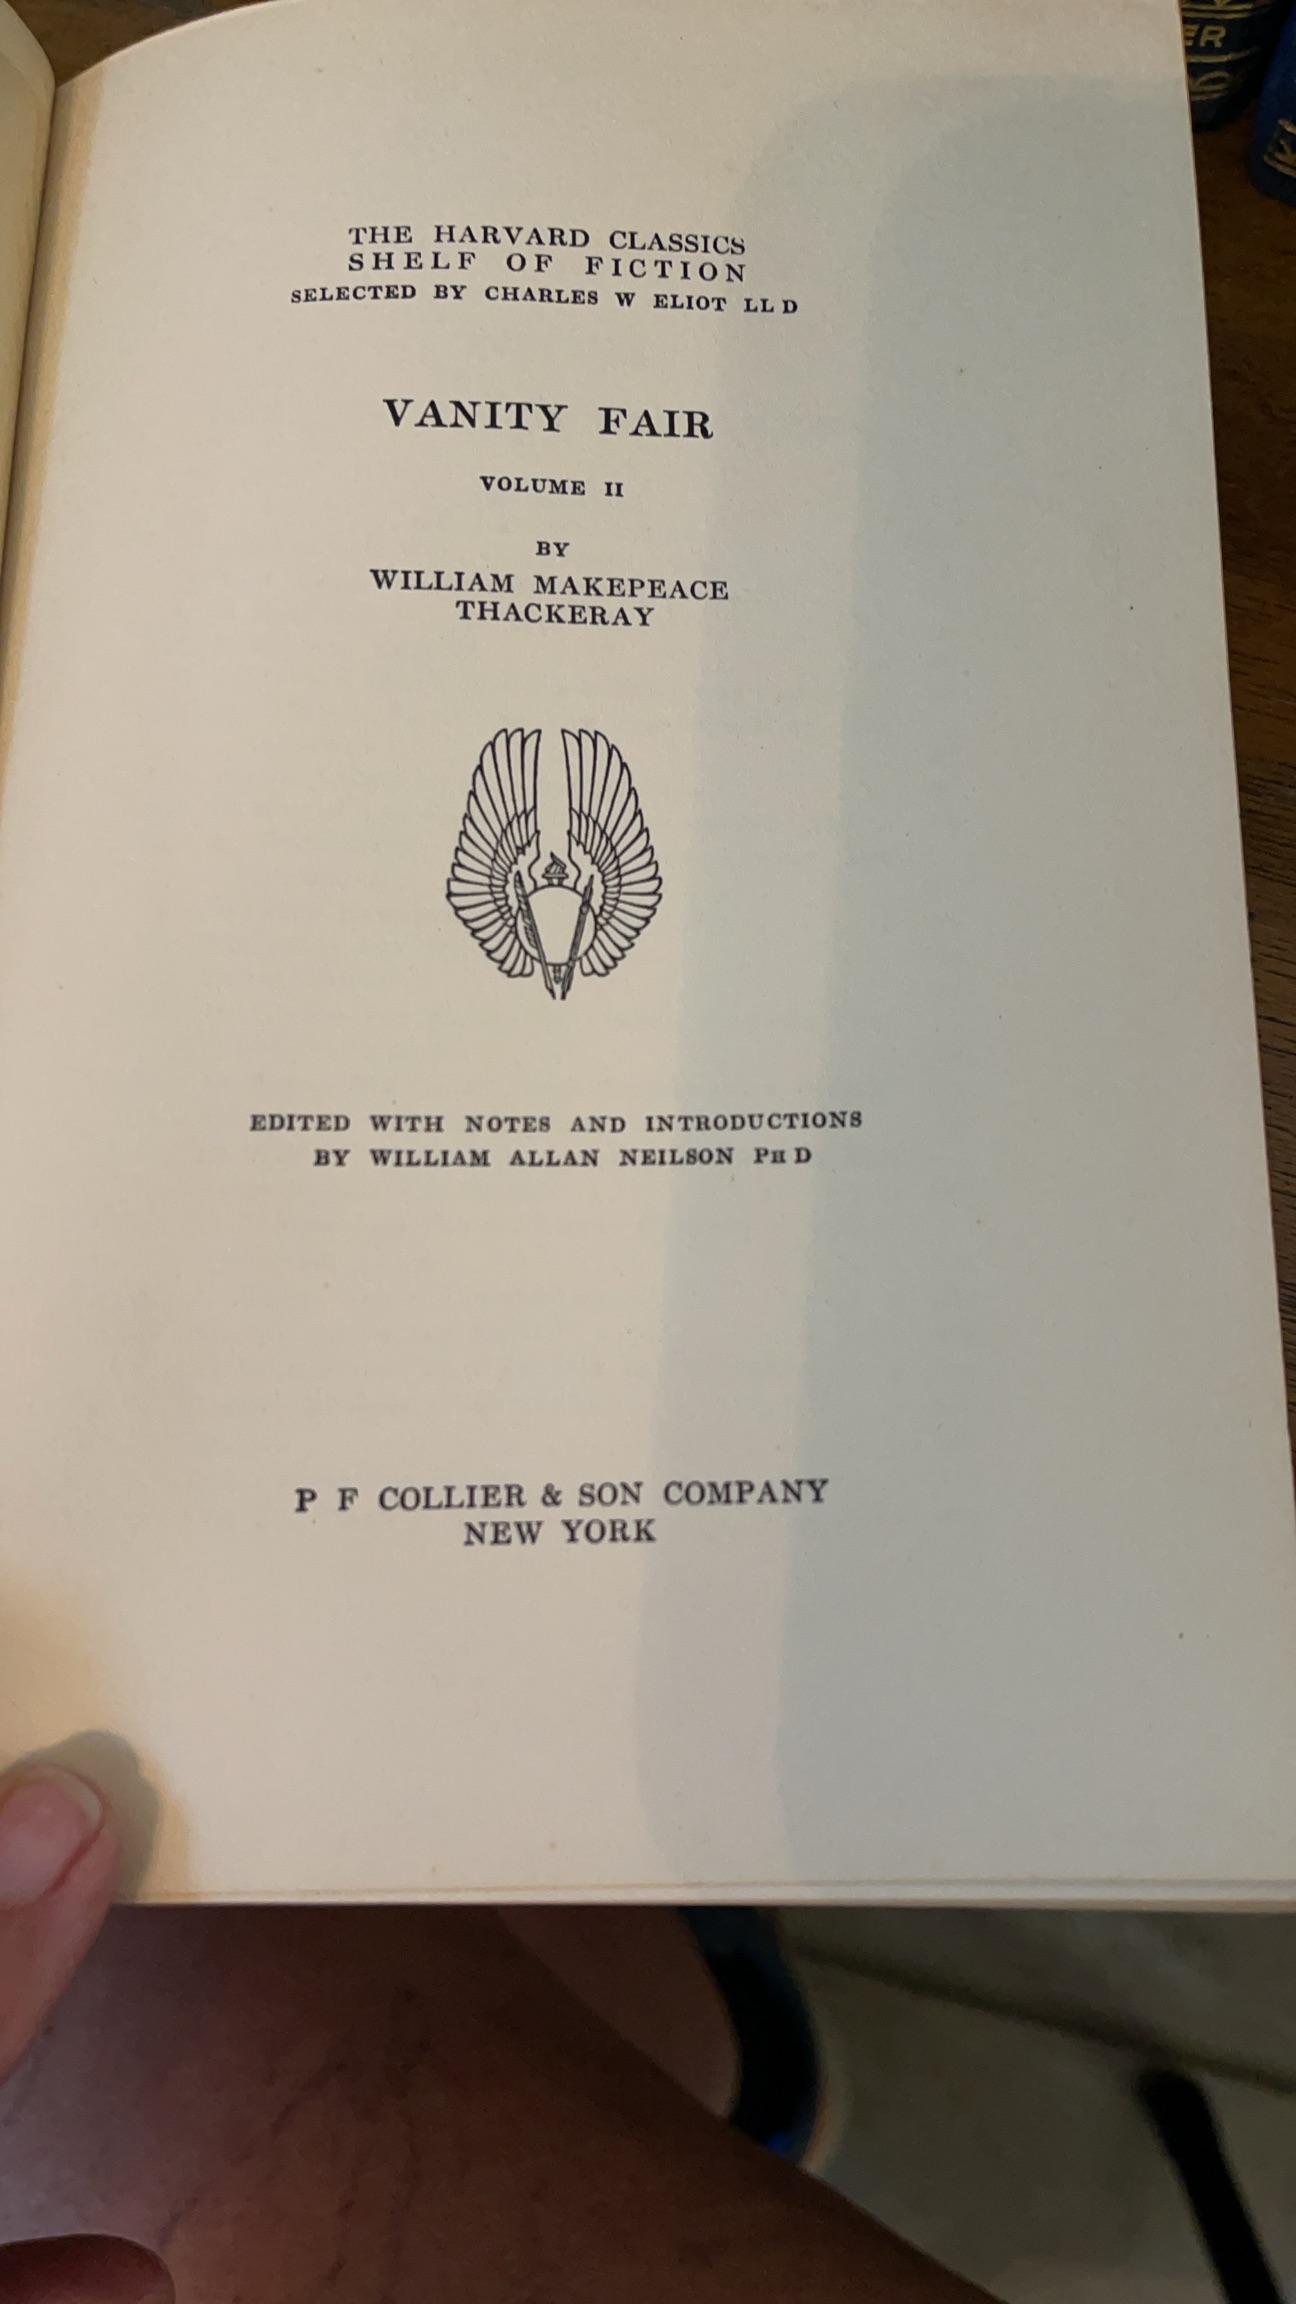 THE HARVARD CLASSICS
SHELF OF FICTION
SELECTED BY CHARLES W ELIOT LL D
VANITY FAIR
VOLUME II
BY
WILLIAM MAKEPEACE
THACKERAY
EDITED WITH NOTES AND INTRODUCTIONS
BY WILLIAM ALLAN NEILSON PH D
P F COLLIER & SON COMPANY
NEW YORK